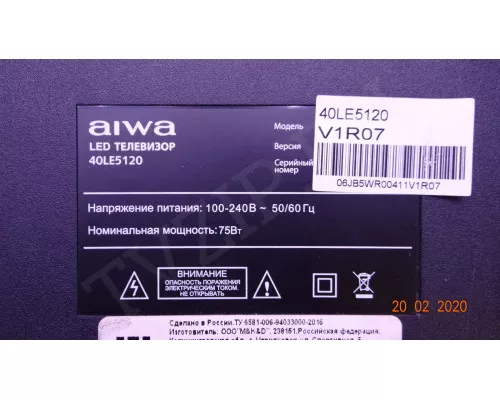 aiwa
LED ТЕЛЕВИЗОР
40LE5120
Модель
Версия
Серийный
номер
40LE5120
V1R07
06JB5WR00411V1R07
Напряжение питания: 100-240В ~ 50/60 Гц
Номинальная мощность: 75Вт
ВНИМАНИЕ
ОПАСНОСТЬ ПОРАЖЕНИЯ
ЭЛЕКТРИЧЕСКИМ ТОКОМ.
НЕ ОТКРЫВАТЬ
20 02 2020
Сделано в России.ТУ 6581-006-94033000-2016
Изготовитель: ООО"М&К-&D", 238151,Российская федерация,